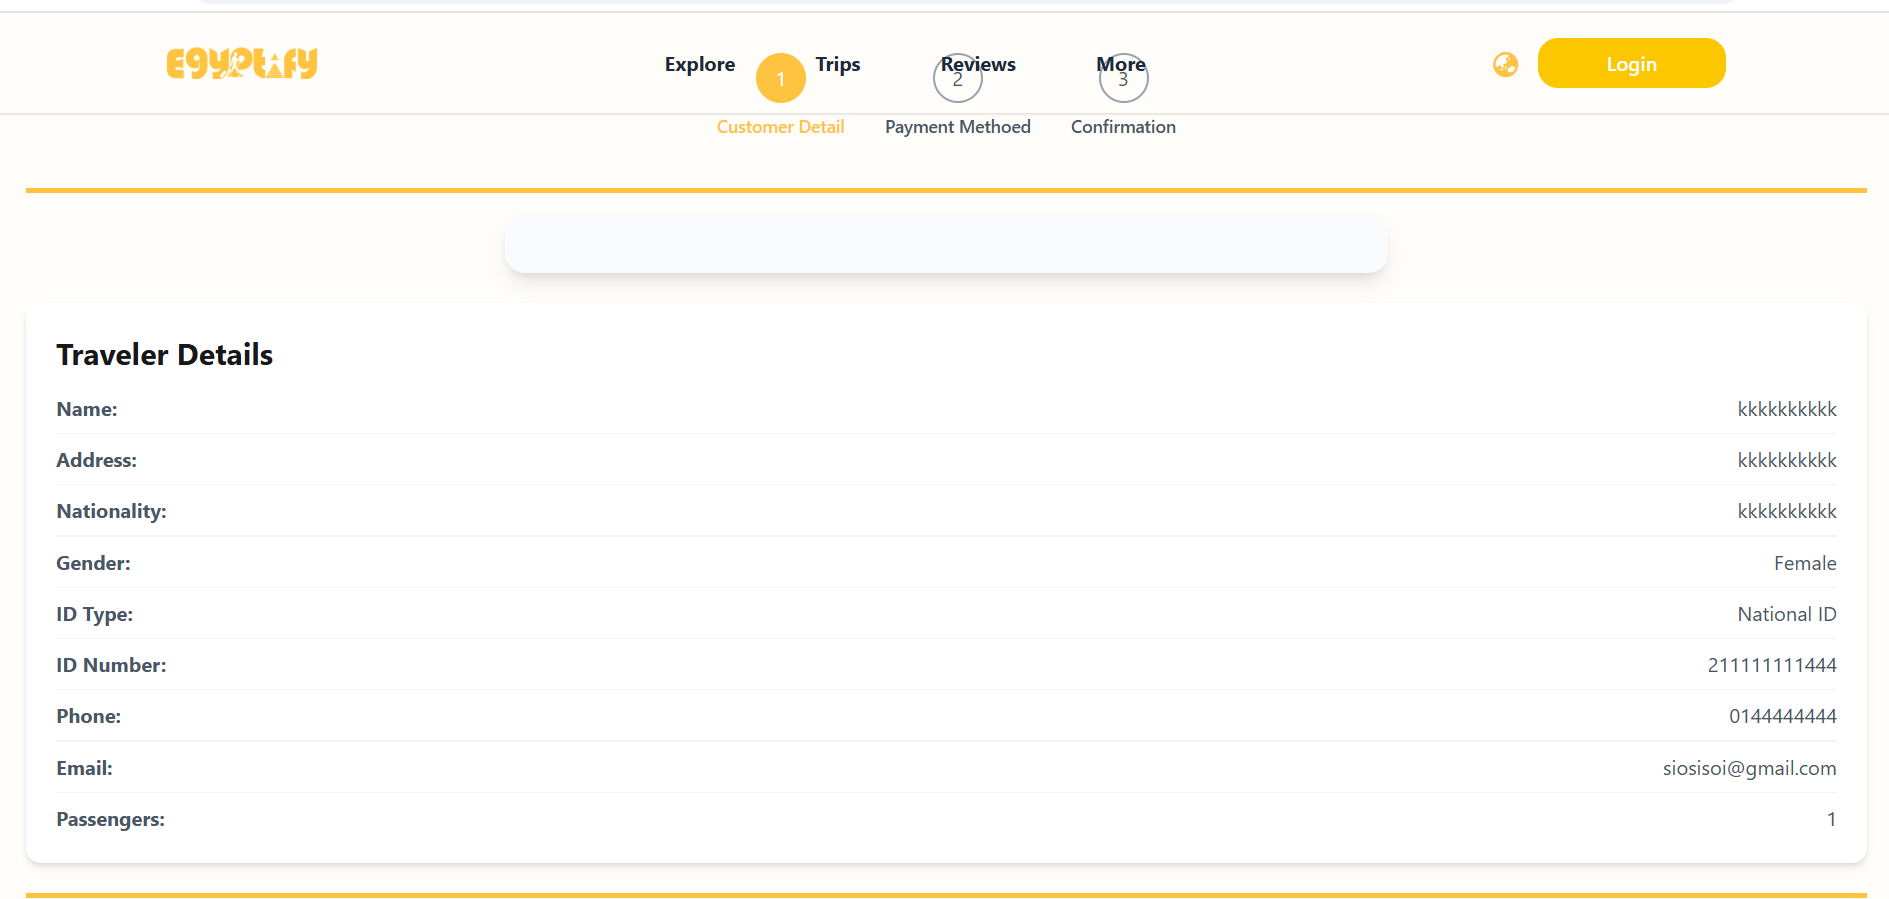 Egyptify
Explore Trips Reviews More
Login
1 2 3
Customer Detail Payment Methoed Confirmation
Traveler Details
Name: kkkkkkkkkk
Address: kkkkkkkkkk
Nationality: kkkkkkkkkk
Gender: Female
ID Type: National ID
ID Number: 211111111444
Phone: 0144444444
Email: siosisoi@gmail.com
Passengers: 1